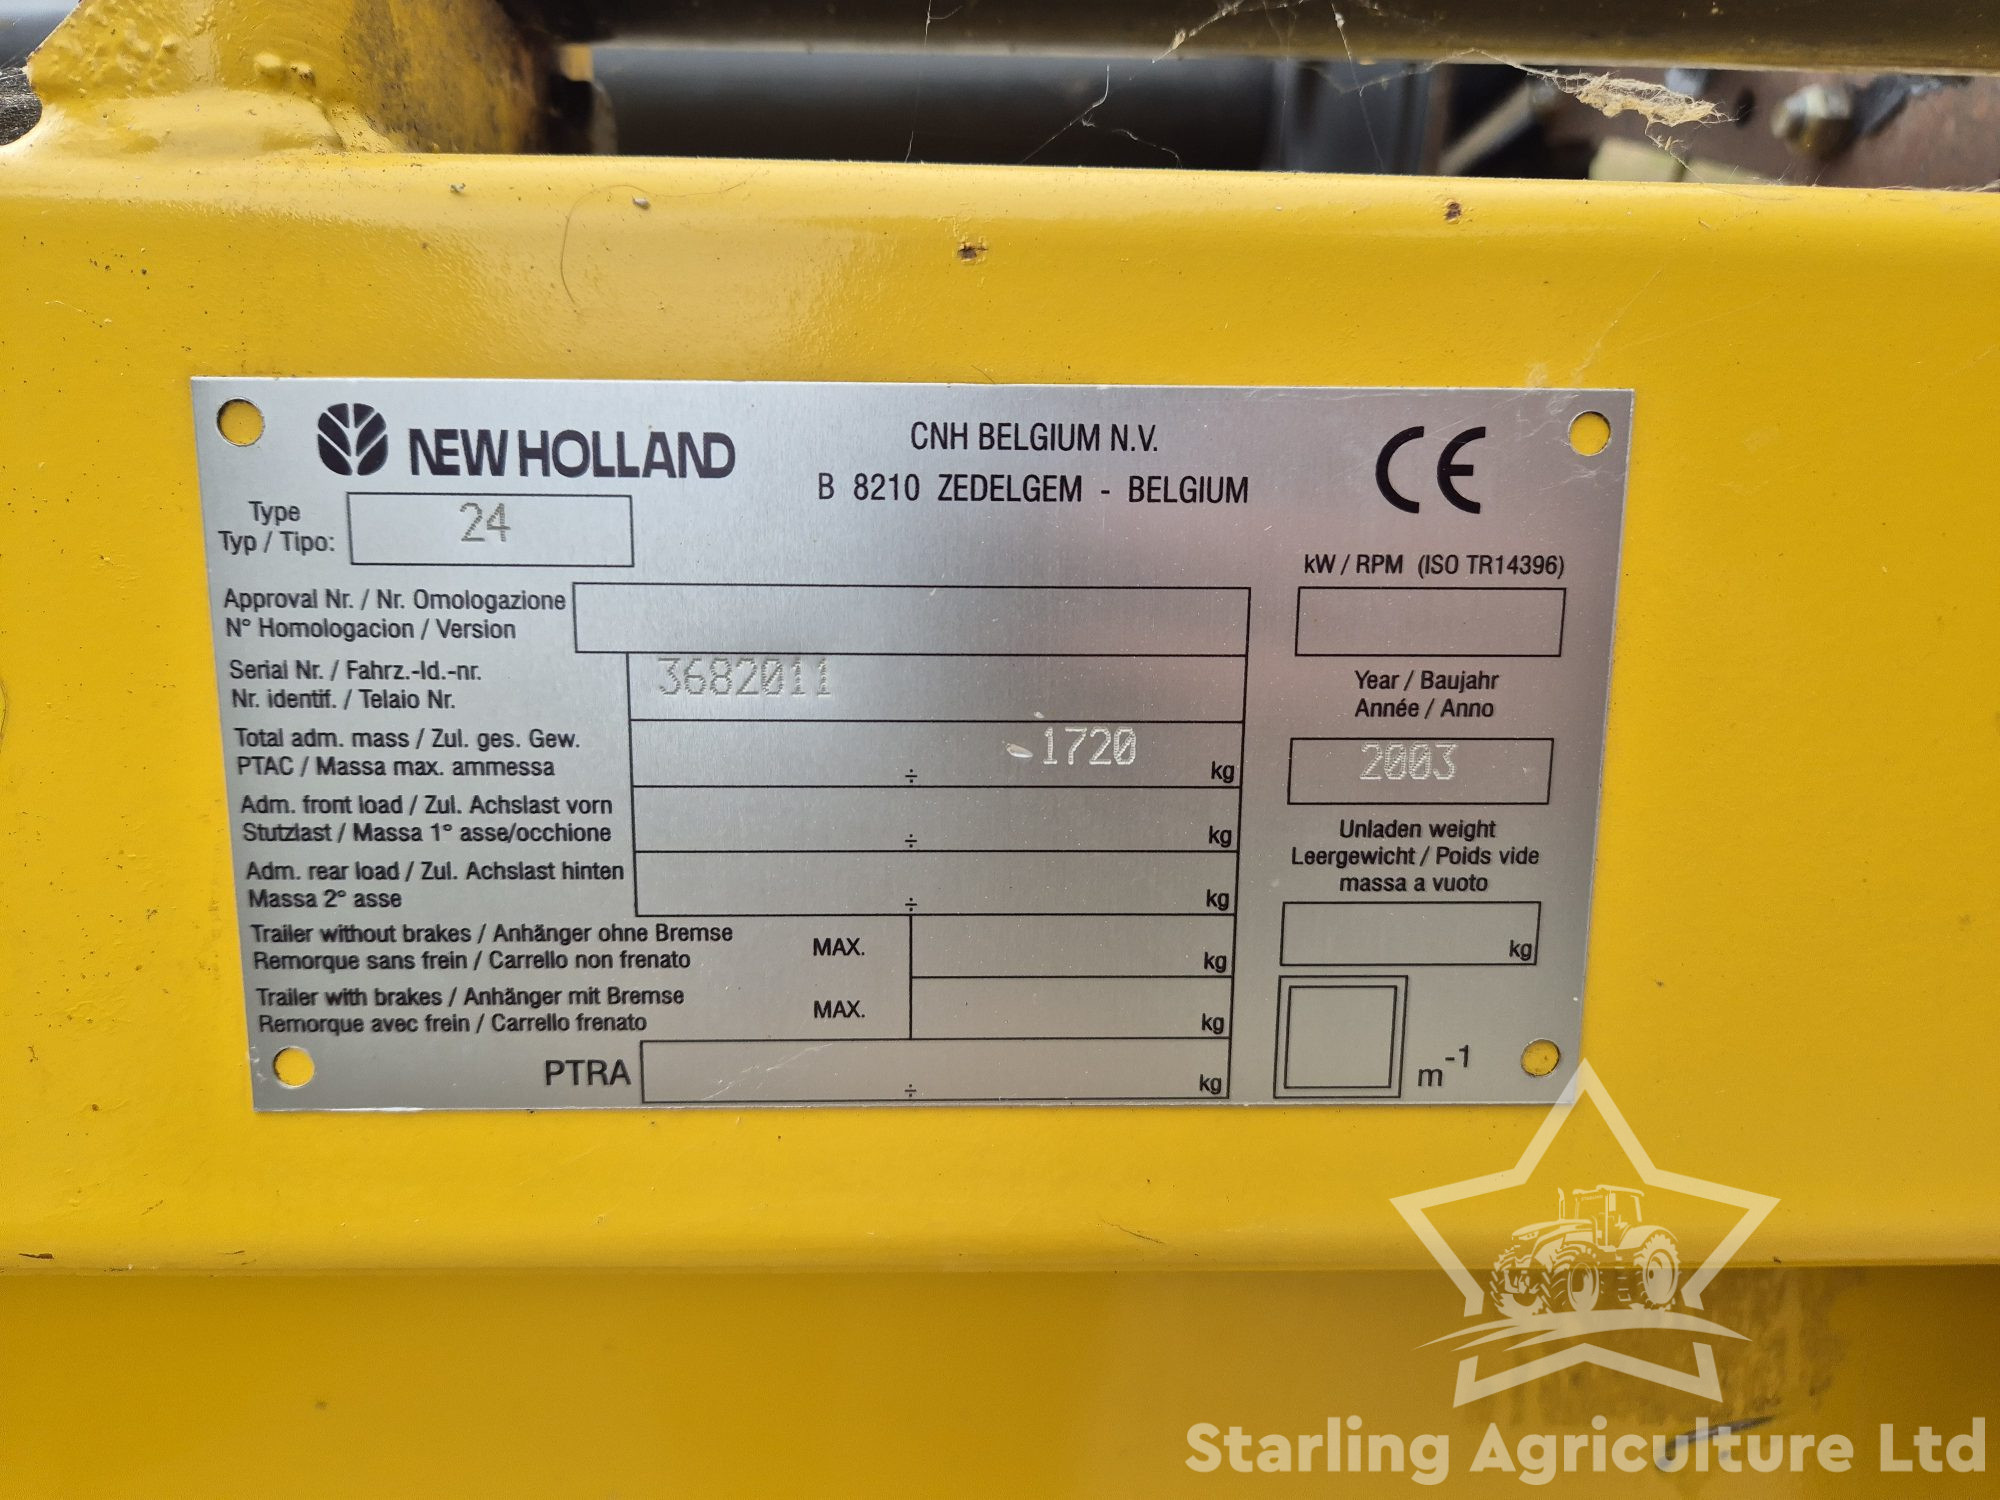 NEW HOLLAND
CNH BELGIUM N.V.
B 8210 ZEDELGEM - BELGIUM
CE
Type
Typ / Tipo:
24
kW / RPM (ISO TR14396)
Approval Nr. / Nr. Omologazione
N° Homologacion / Version
Serial Nr. / Fahrz.-Id.-nr.
Nr. identif. / Telaio Nr.
3682011
Year / Baujahr
Année / Anno
2003
Total adm. mass / Zul. ges. Gew.
PTAC / Massa max. ammessa
÷ 1720 kg
Adm. front load / Zul. Achslast vorn
Stutzlast / Massa 1° asse/occhione
÷ kg
Unladen weight
Leergewicht / Poids vide
massa a vuoto
kg
Adm. rear load / Zul. Achslast hinten
Massa 2° asse
÷ kg
Trailer without brakes / Anhänger ohne Bremse
Remorque sans frein / Carrello non frenato
MAX. kg
Trailer with brakes / Anhänger mit Bremse
Remorque avec frein / Carrello frenato
MAX. kg
PTRA ÷ kg
m-1
Starling Agriculture Ltd